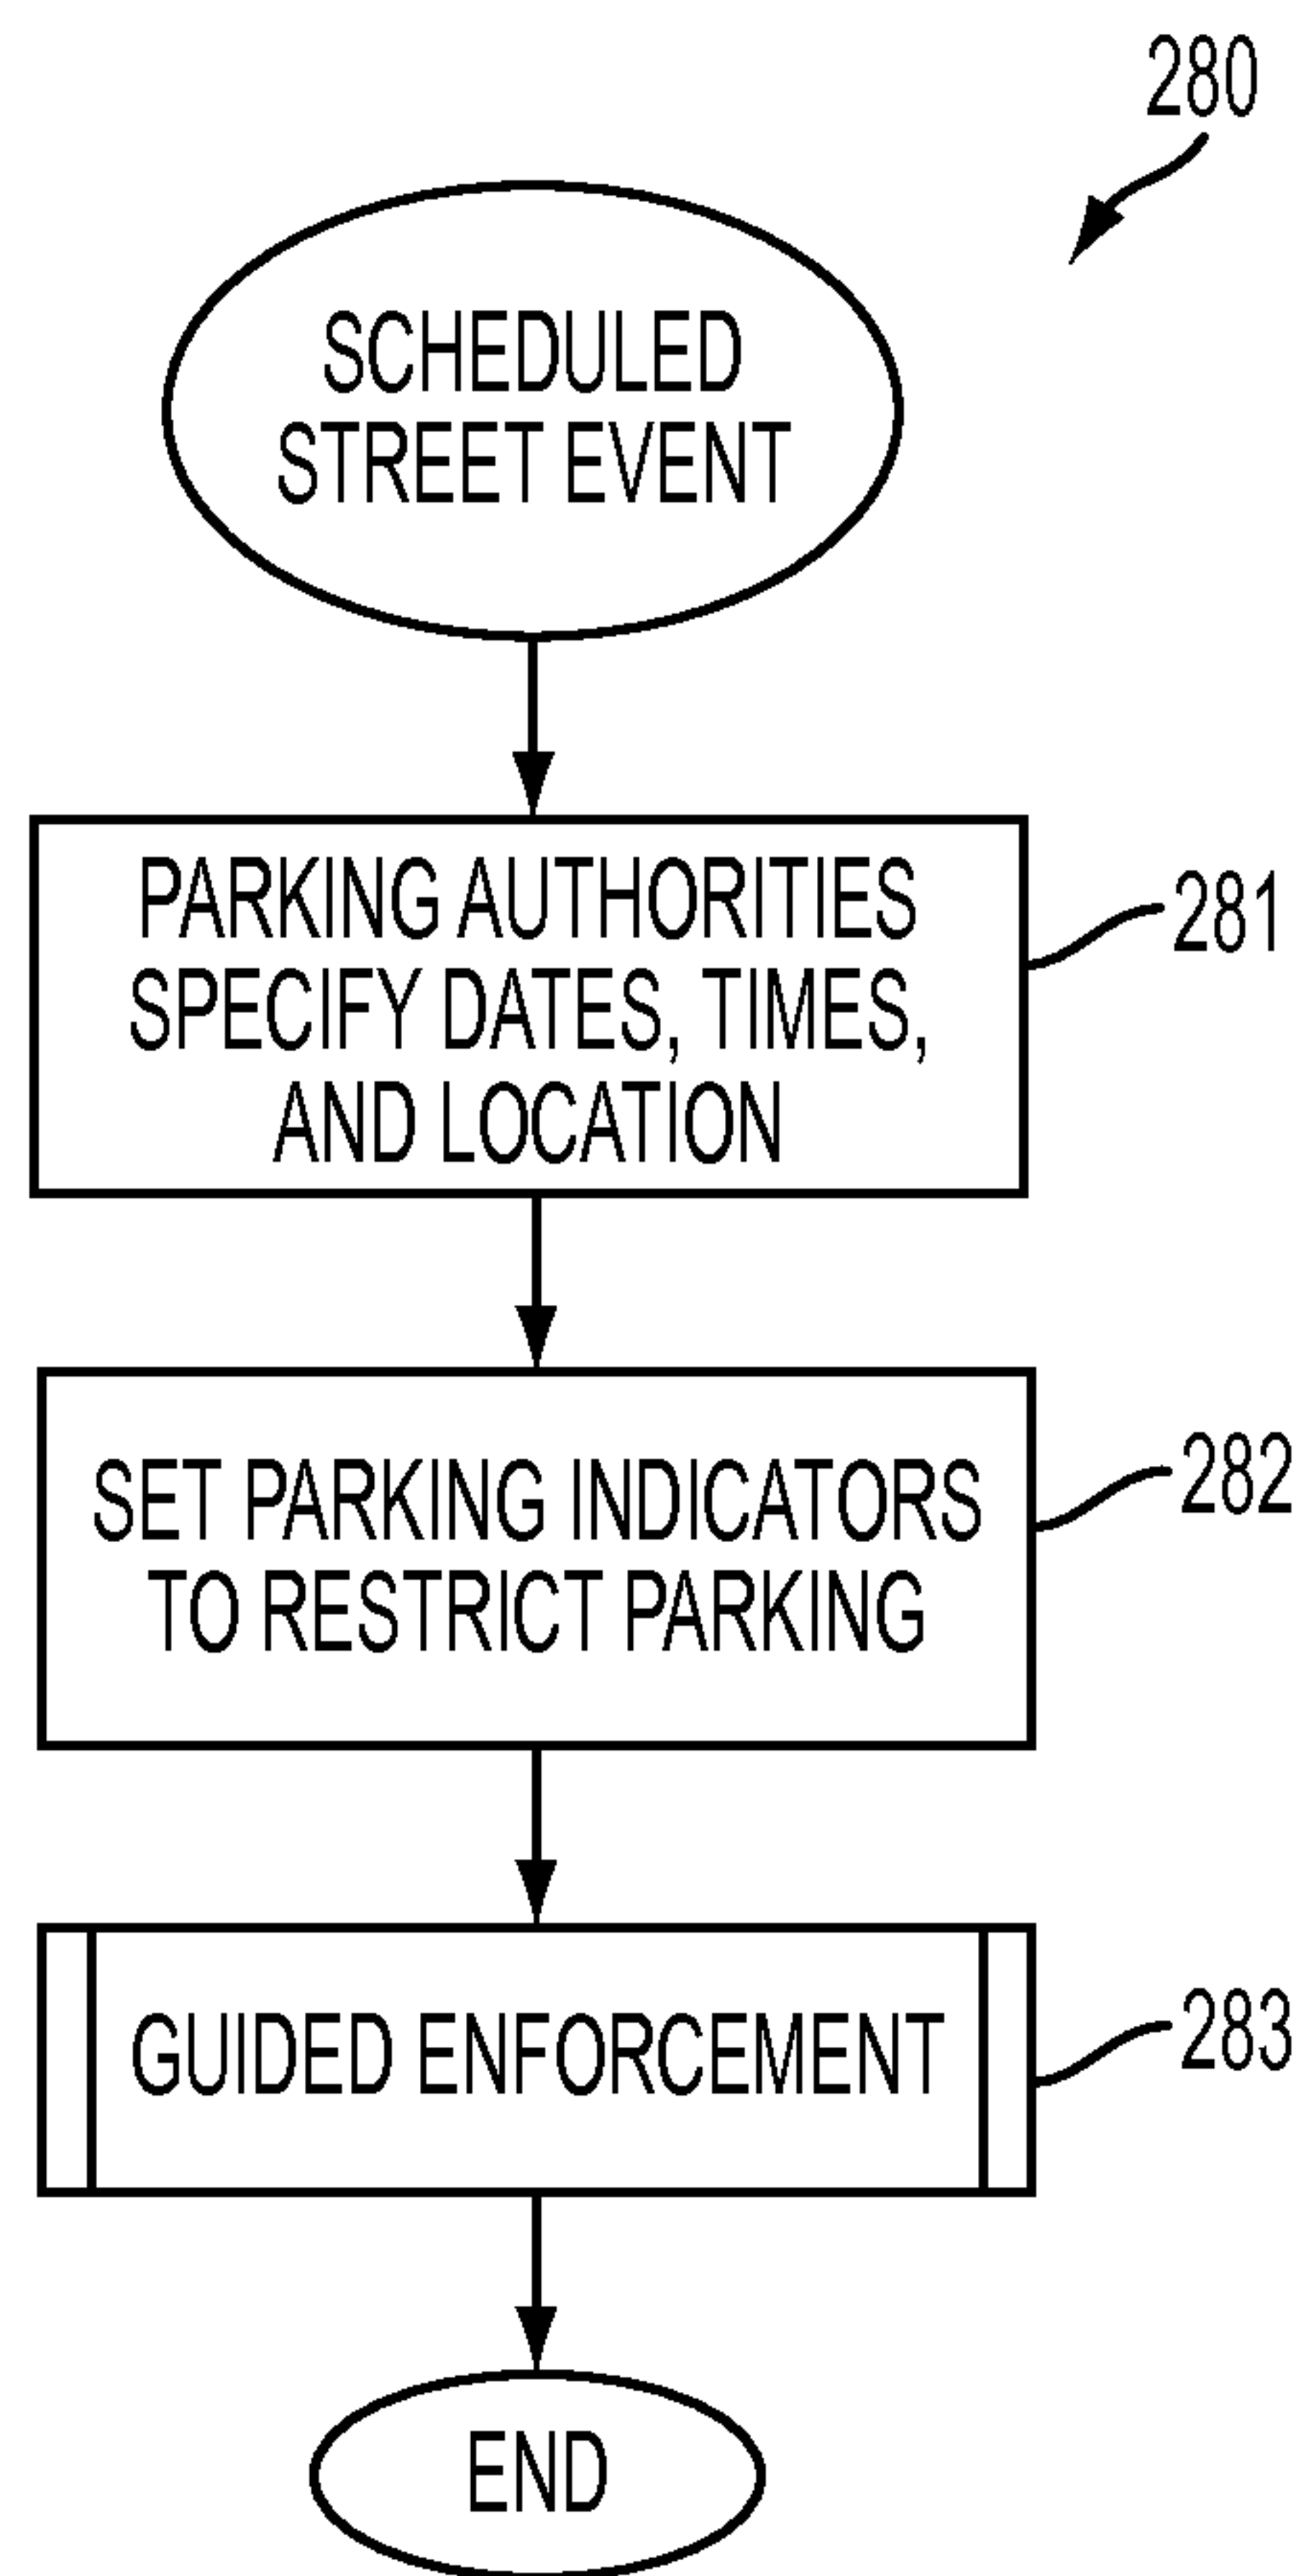 280
SCHEDULED
STREET EVENT
PARKING AUTHORITIES
SPECIFY DATES, TIMES,
AND LOCATION
281
SET PARKING INDICATORS
TO RESTRICT PARKING
282
GUIDED ENFORCEMENT
283
END